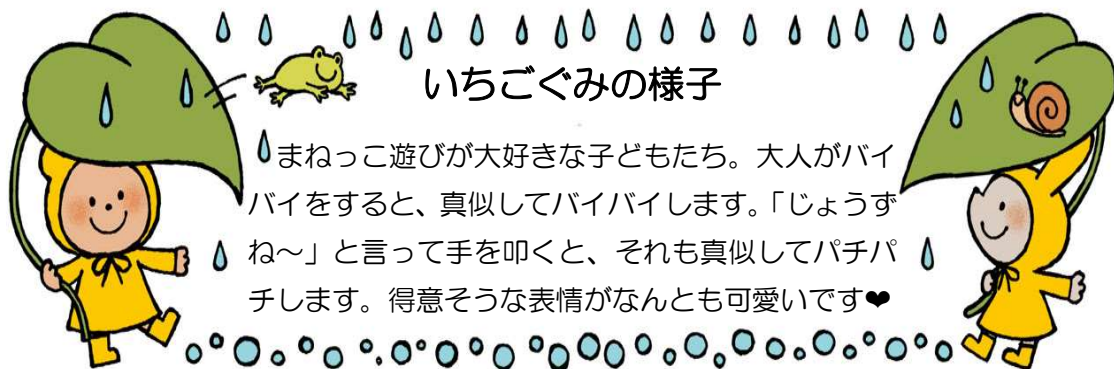 いちごぐみの様子
まねっこ遊びが大好きな子どもたち。大人がバイ
バイをすると、真似してバイバイします。「じょうず
ね～」と言って手を叩くと、それも真似してパチパ
チします。得意そうな表情がなんとも可愛いです❤